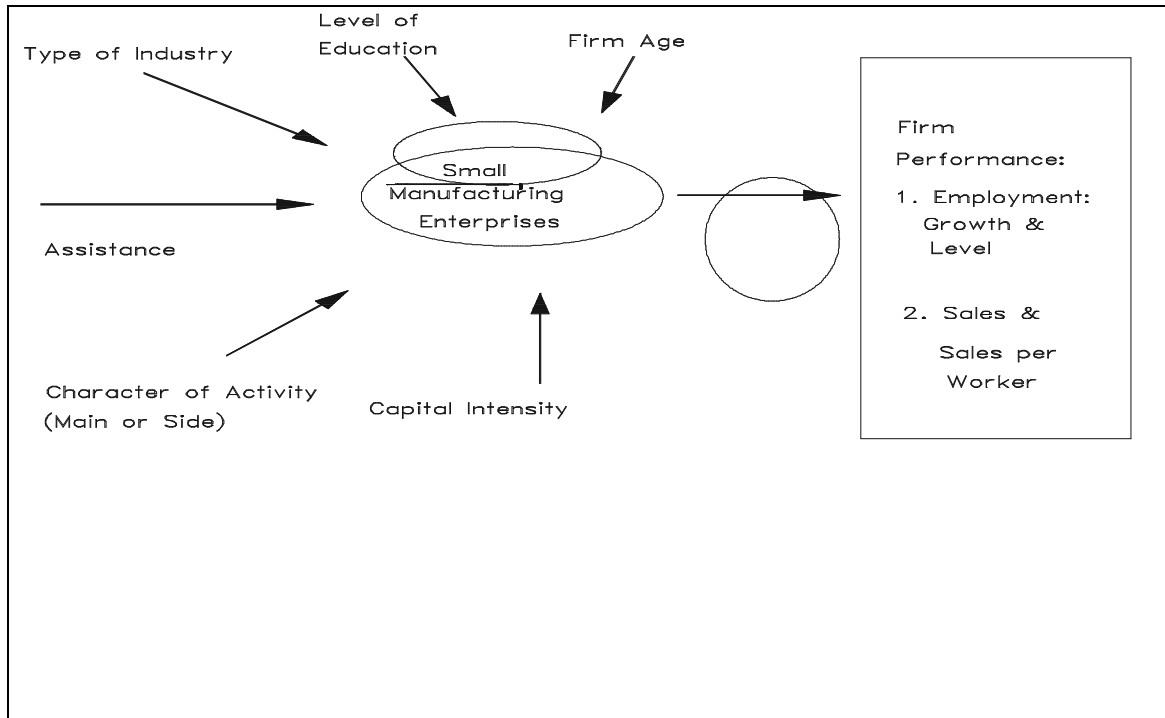 Level of
Education
Firm Age
Type of Industry
Small
Manufacturing
Enterprises
Assistance
Character of Activity
(Main or Side)
Capital Intensity
Firm
Performance:
1. Employment:
Growth &
Level
2. Sales &
Sales per
Worker